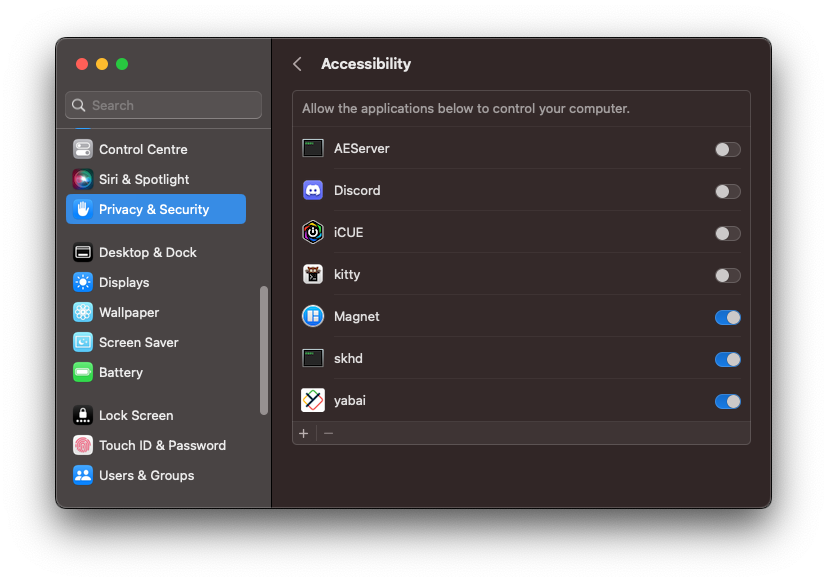 Search
Control Centre
Siri & Spotlight
Privacy & Security
Desktop & Dock
Displays
Wallpaper
Screen Saver
Battery
Lock Screen
Touch ID & Password
Users & Groups
Accessibility
Allow the applications below to control your computer.
AEServer
Discord
iCUE
kitty
Magnet
skhd
yabai